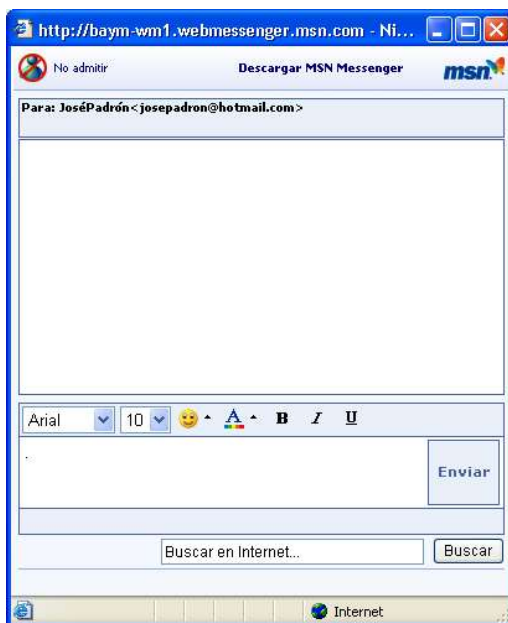 http://baym-wm1.webmessenger.msn.com - Ni...
No admitir
Descargar MSN Messenger
msn
Para: JoséPadrón<josepadron@hotmail.com>
Arial 10 A B I U
.
Enviar
Buscar en Internet... Buscar
Internet